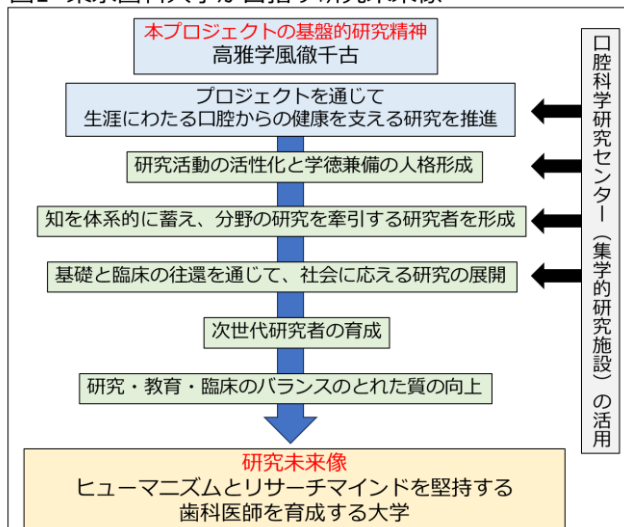 本プロジェクトの基盤的研究精神
高雅学風徹千古
プロジェクトを通じて
生涯にわたる口腔からの健康を支える研究を推進
研究活動の活性化と学徳兼備の人格形成
知を体系的に蓄え、分野の研究を牽引する研究者を形成
基礎と臨床の往還を通じて、社会に応える研究の展開
次世代研究者の育成
研究・教育・臨床のバランスのとれた質の向上
研究未来像
ヒューマニズムとリサーチマインドを堅持する
歯科医師を育成する大学
口腔科学研究センター（集学的研究施設）の活用